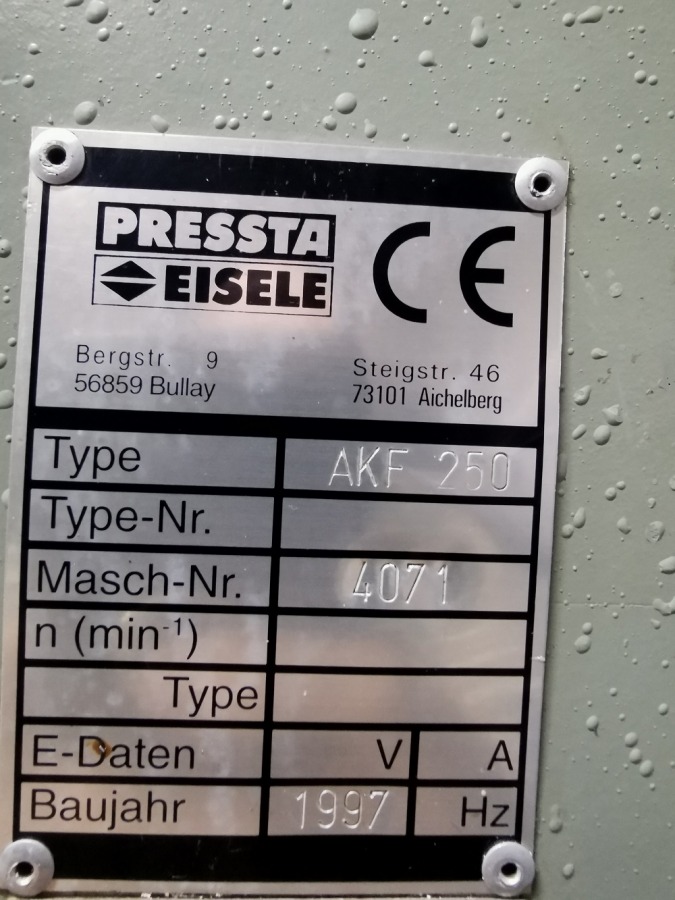 PRESSTA
EISELE
CE
Bergstr. 9
56859 Bullay
Steigstr. 46
73101 Aichelberg
Type AKF 250
Type-Nr.
Masch-Nr. 4071
n (min⁻¹)
Type
E-Daten V A
Baujahr 1997 Hz